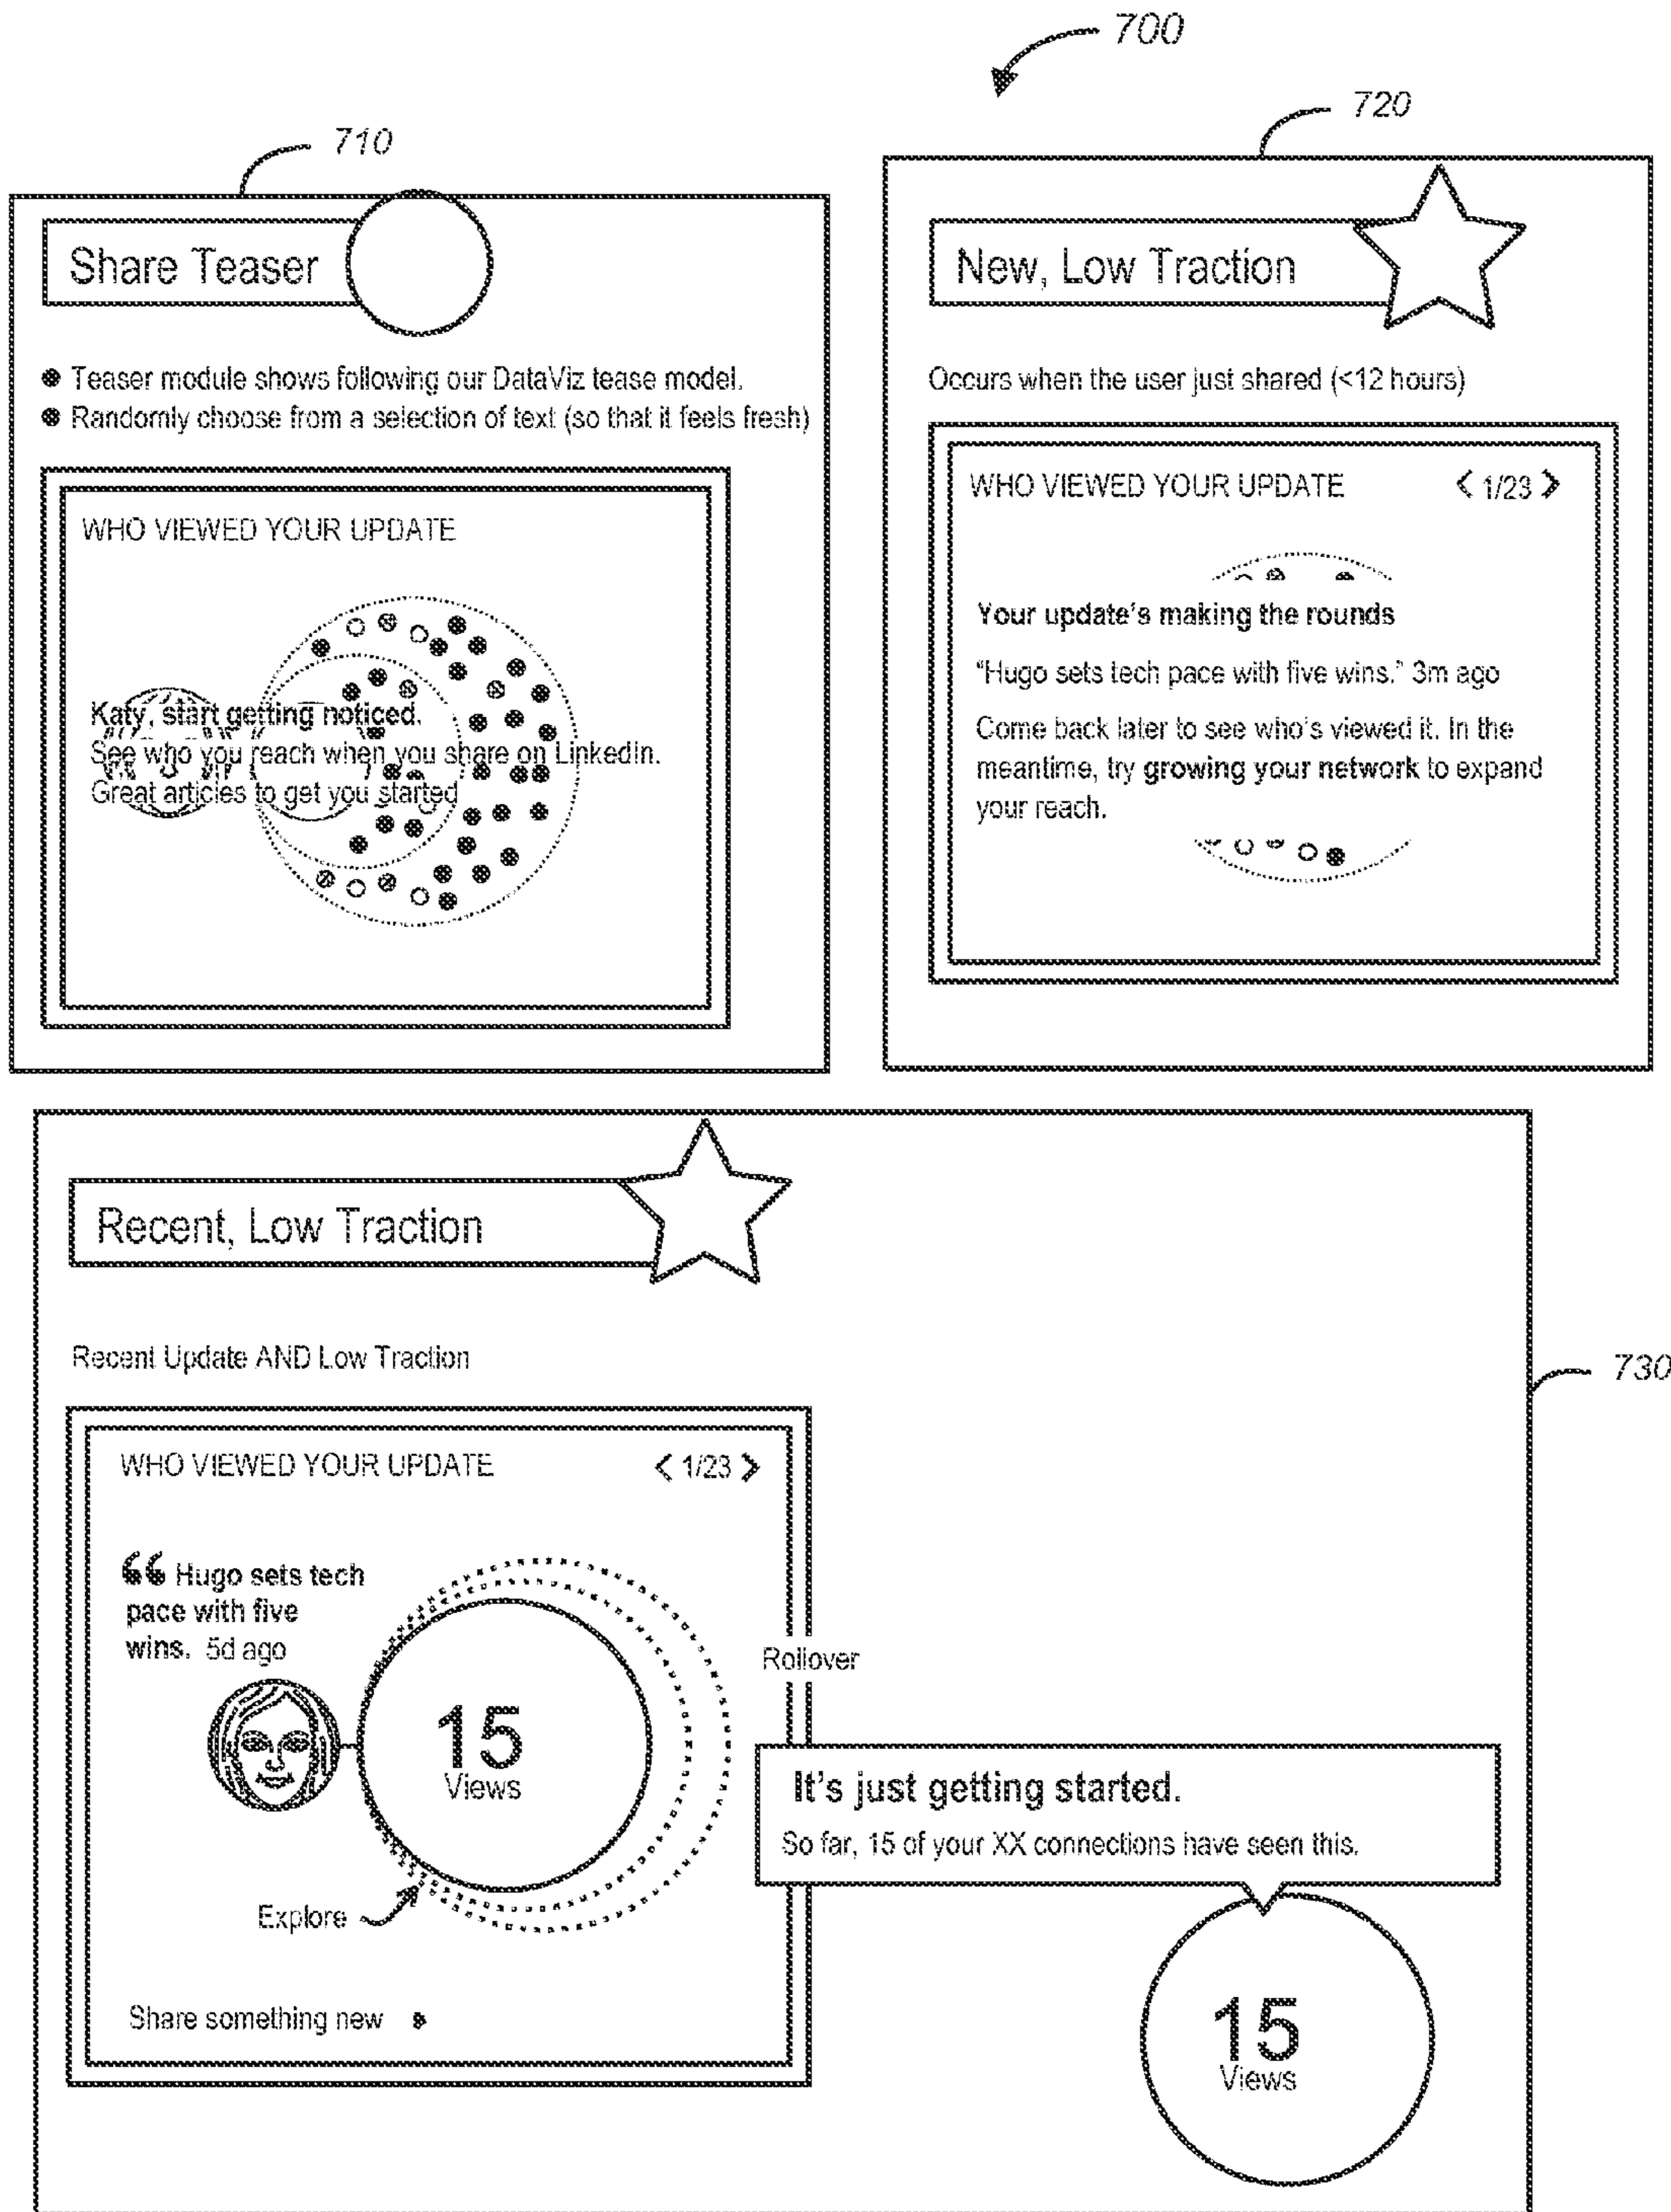 700
710
Share Teaser
● Teaser module shows following our DataViz tease model.
● Randomly choose from a selection of text (so that it feels fresh)
WHO VIEWED YOUR UPDATE
Katy, start getting noticed.
See who you reach when you share on LinkedIn.
Great articles to get you started
720
New, Low Traction
Occurs when the user just shared (<12 hours)
WHO VIEWED YOUR UPDATE < 1/23 >
Your update's making the rounds
"Hugo sets tech pace with five wins." 3m ago
Come back later to see who's viewed it. In the
meantime, try growing your network to expand
your reach.
730
Recent, Low Traction
Recent Update AND Low Traction
WHO VIEWED YOUR UPDATE < 1/23 >
“ Hugo sets tech
pace with five
wins. 5d ago
15
Views
Explore
Share something new
Rollover
It's just getting started.
So far, 15 of your XX connections have seen this.
15
Views